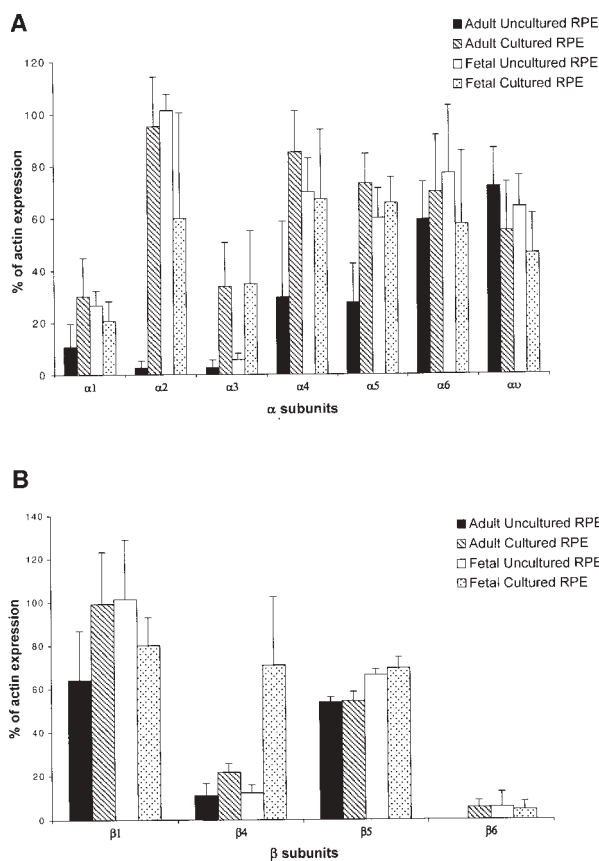 A
Adult Uncultured RPE
Adult Cultured RPE
Fetal Uncultured RPE
Fetal Cultured RPE
120
100
80
60
40
20
0
% of actin expression
α1 α2 α3 α4 α5 α6 αυ
α subunits
B
Adult Uncultured RPE
Adult Cultured RPE
Fetal Uncultured RPE
Fetal Cultured RPE
140
120
100
80
60
40
20
0
% of actin expression
β1 β4 β5 β6
β subunits